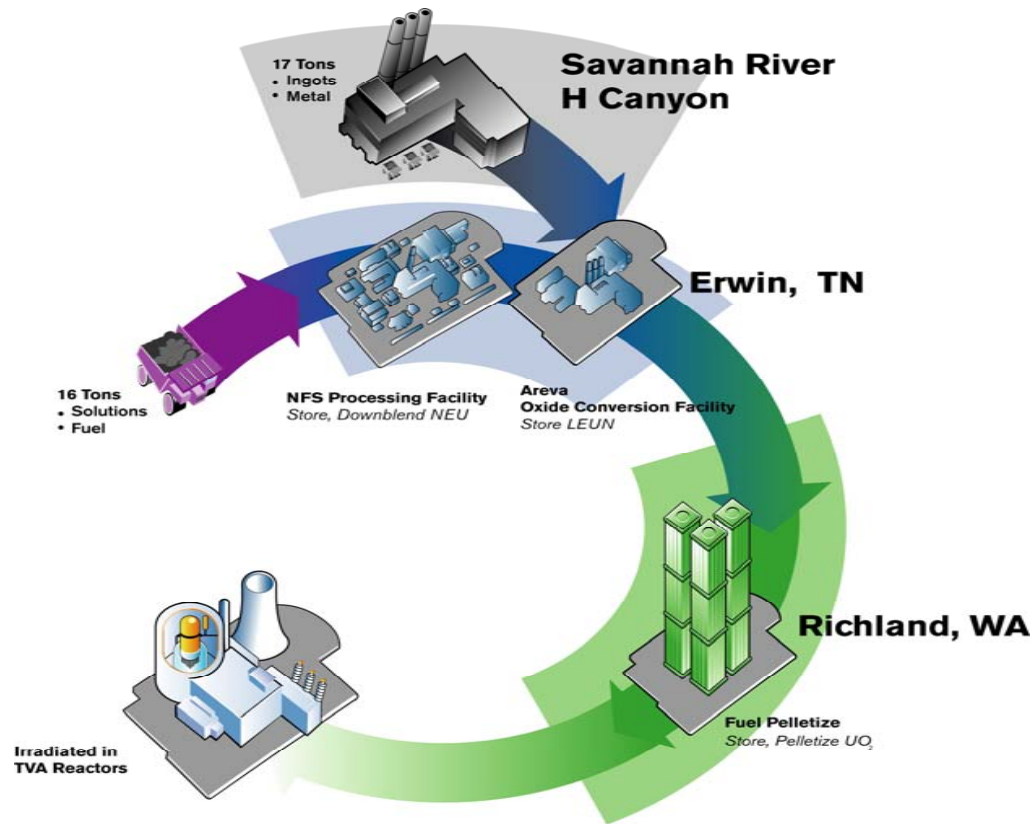 17 Tons
• Ingots
• Metal
Savannah River
H Canyon
Erwin, TN
16 Tons
• Solutions
• Fuel
NFS Processing Facility
Store, Downblend NEU
Areva
Oxide Conversion Facility
Store LEUN
Richland, WA
Fuel Pelletize
Store, Pelletize UO₂
Irradiated in
TVA Reactors